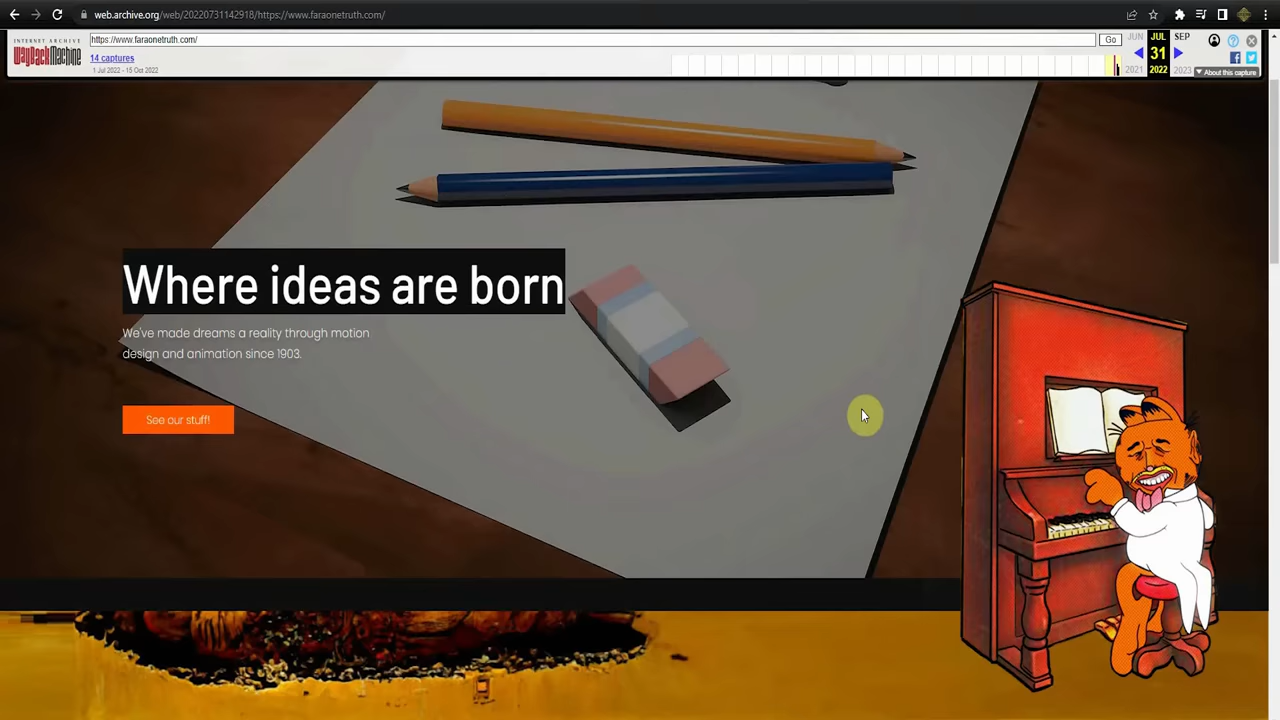 web.archive.org/web/20220731142918/https://www.faraonetruth.com/
INTERNET ARCHIVE
WayBackMachine
https://www.faraonetruth.com/
Go
JUN
JUL
SEP
14 captures
31
1 Jul 2022 - 15 Oct 2022
2021
2022
2023
About this capture
Where ideas are born
We've made dreams a reality through motion
design and animation since 1903.
See our stuff!